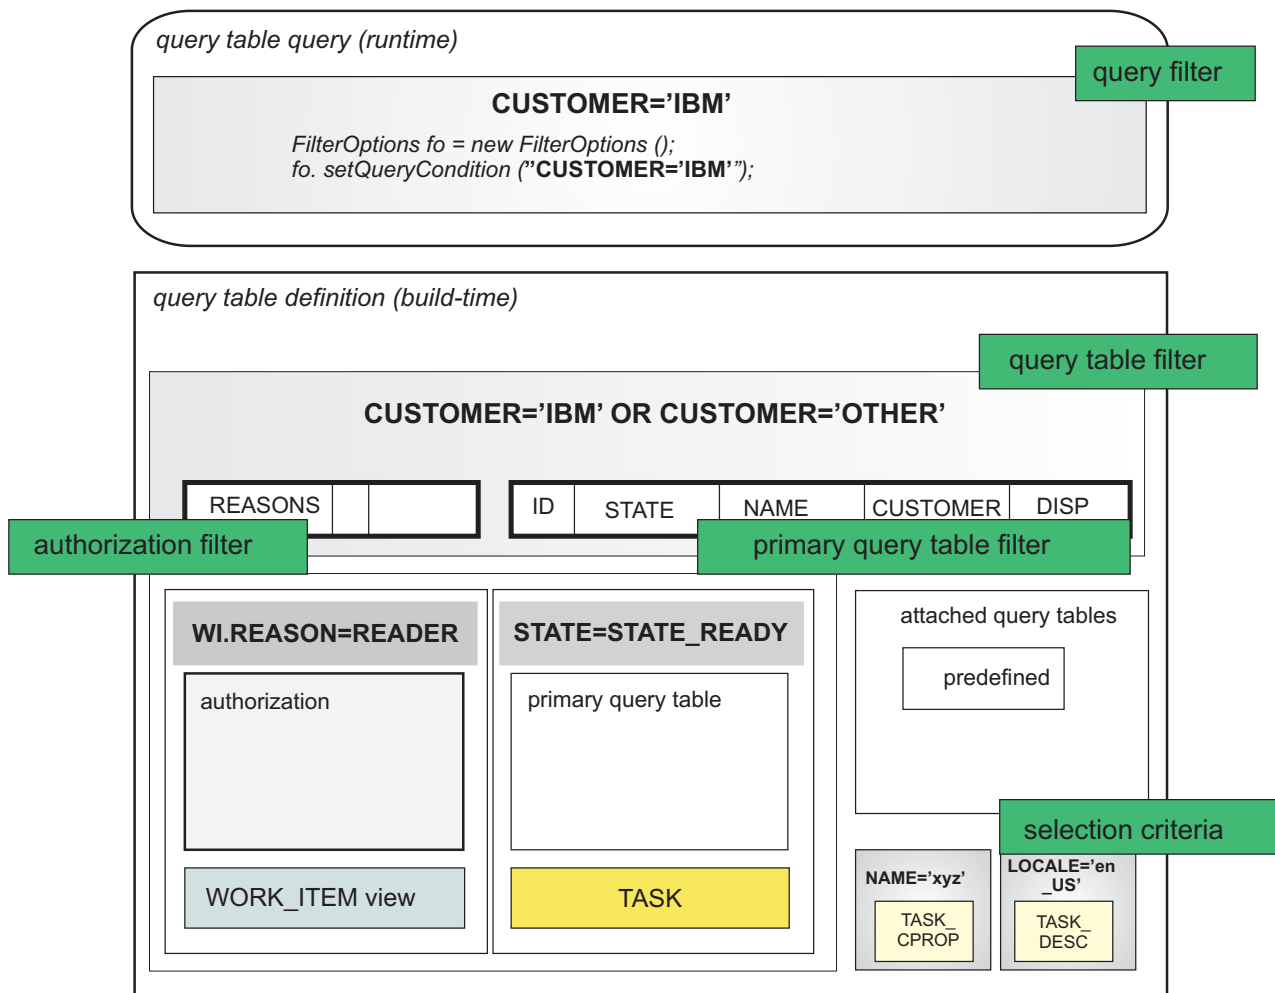 query table query (runtime)
query filter
CUSTOMER='IBM'
FilterOptions fo = new FilterOptions ();
fo. setQueryCondition (”CUSTOMER='IBM'”);
query table definition (build-time)
query table filter
CUSTOMER='IBM’ OR CUSTOMER=’OTHER’
REASONS
ID STATE NAME CUSTOMER DISP
authorization filter
primary query table filter
WI.REASON=READER
STATE=STATE_READY
attached query tables
predefined
authorization
primary query table
selection criteria
WORK_ITEM view
TASK
NAME=’xyz’
TASK_
CPROP
LOCALE=’en
_US’
TASK_
DESC